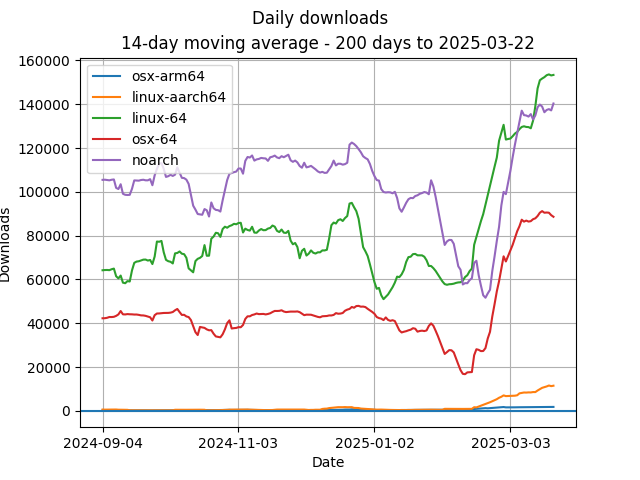 Daily downloads
14-day moving average - 200 days to 2025-03-22
160000
140000
120000
100000
80000
60000
40000
20000
0
Downloads
osx-arm64
linux-aarch64
linux-64
osx-64
noarch
2024-09-04
2024-11-03
2025-01-02
2025-03-03
Date